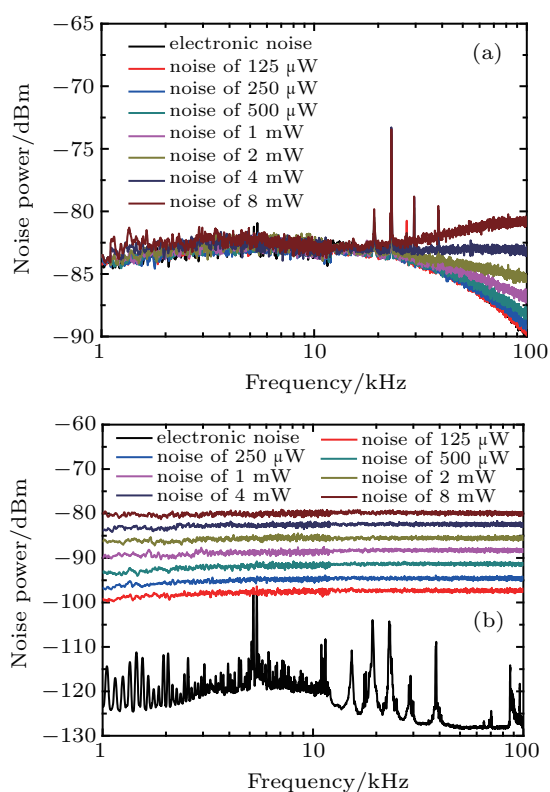 −65
−70
−75
−80
−85
−90
Noise power/dBm
electronic noise
noise of 125 μW
noise of 250 μW
noise of 500 μW
noise of 1 mW
noise of 2 mW
noise of 4 mW
noise of 8 mW
(a)
1 10 100
Frequency/kHz
−60
−70
−80
−90
−100
−110
−120
−130
Noise power/dBm
electronic noise noise of 125 μW
noise of 250 μW noise of 500 μW
noise of 1 mW noise of 2 mW
noise of 4 mW noise of 8 mW
(b)
1 10 100
Frequency/kHz